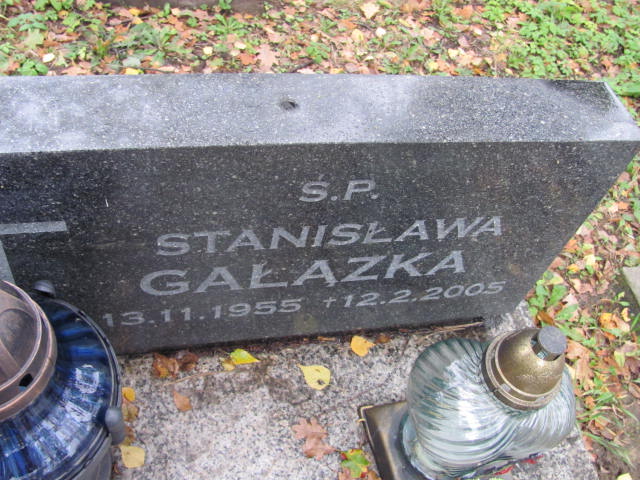 Ś.P.
STANISŁAWA
GAŁĄZKA
13.11.1955 †12.2.2005